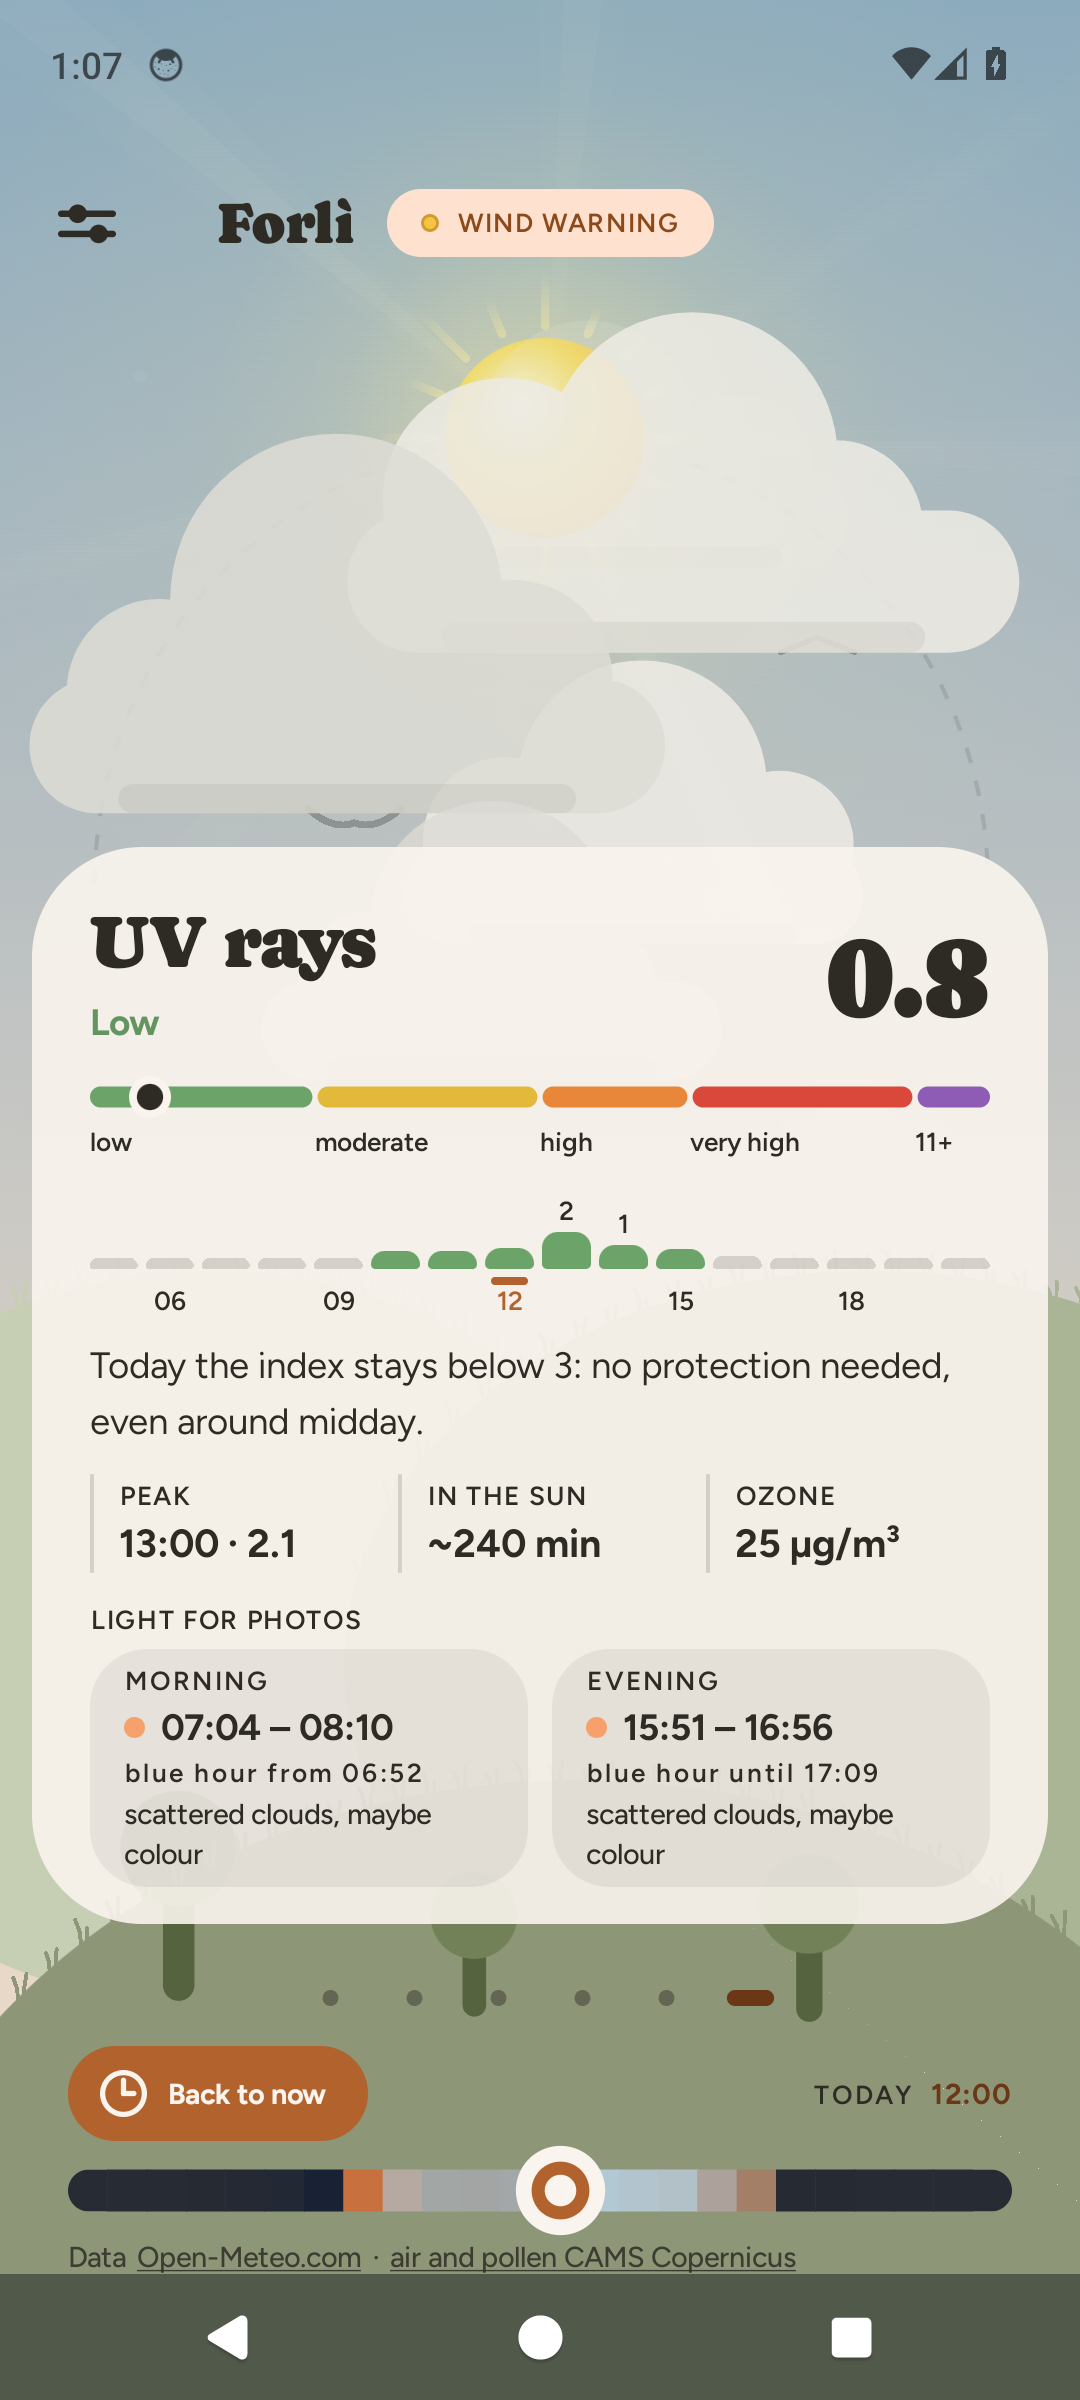 1:07
Forlì
WIND WARNING
UV rays
0.8
Low
low moderate high very high 11+
2 1
06 09 12 15 18
Today the index stays below 3: no protection needed,
even around midday.
PEAK IN THE SUN OZONE
13:00 · 2.1 ~240 min 25 µg/m³
LIGHT FOR PHOTOS
MORNING
07:04 – 08:10
blue hour from 06:52
scattered clouds, maybe
colour
EVENING
15:51 – 16:56
blue hour until 17:09
scattered clouds, maybe
colour
Back to now
TODAY 12:00
Data Open-Meteo.com · air and pollen CAMS Copernicus